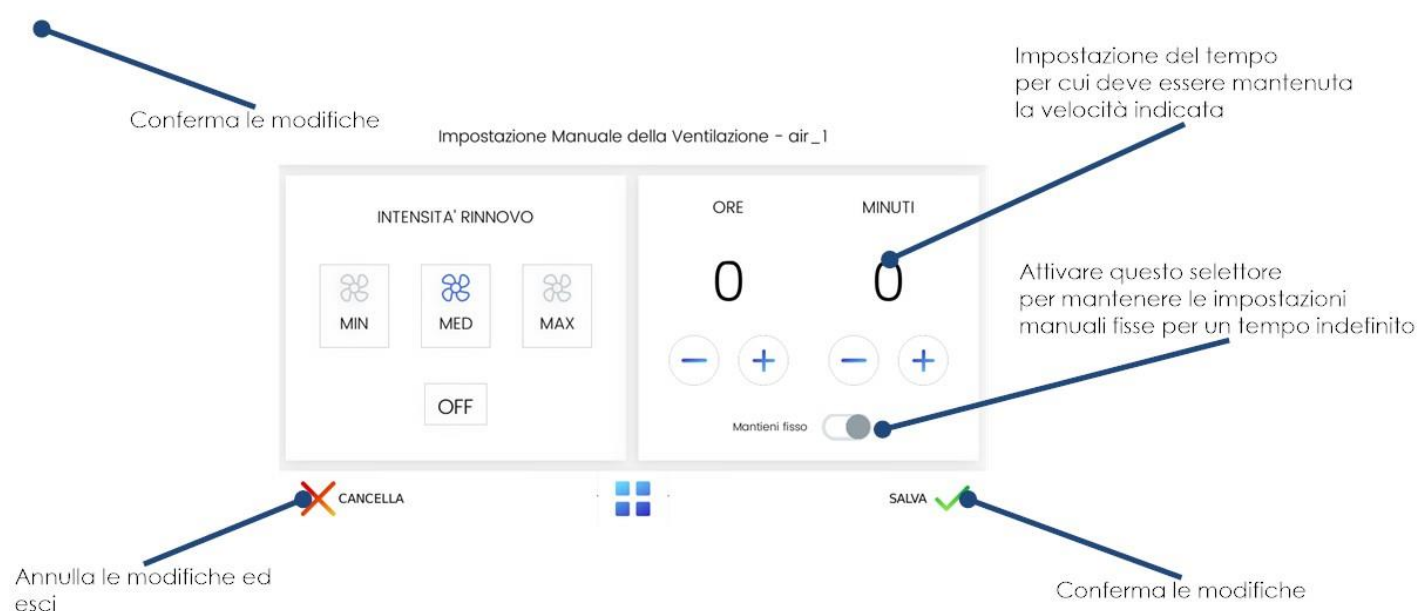 Impostazione del tempo
per cui deve essere mantenuta
la velocità indicata
Conferma le modifiche
Impostazione Manuale della Ventilazione - air_1
INTENSITA' RINNOVO
ORE
MINUTI
0
0
MIN
MED
MAX
Attivare questo selettore
per mantenere le impostazioni
manuali fisse per un tempo indefinito
OFF
Mantieni fisso
CANCELLA
SALVA
Annulla le modifiche ed
esci
Conferma le modifiche